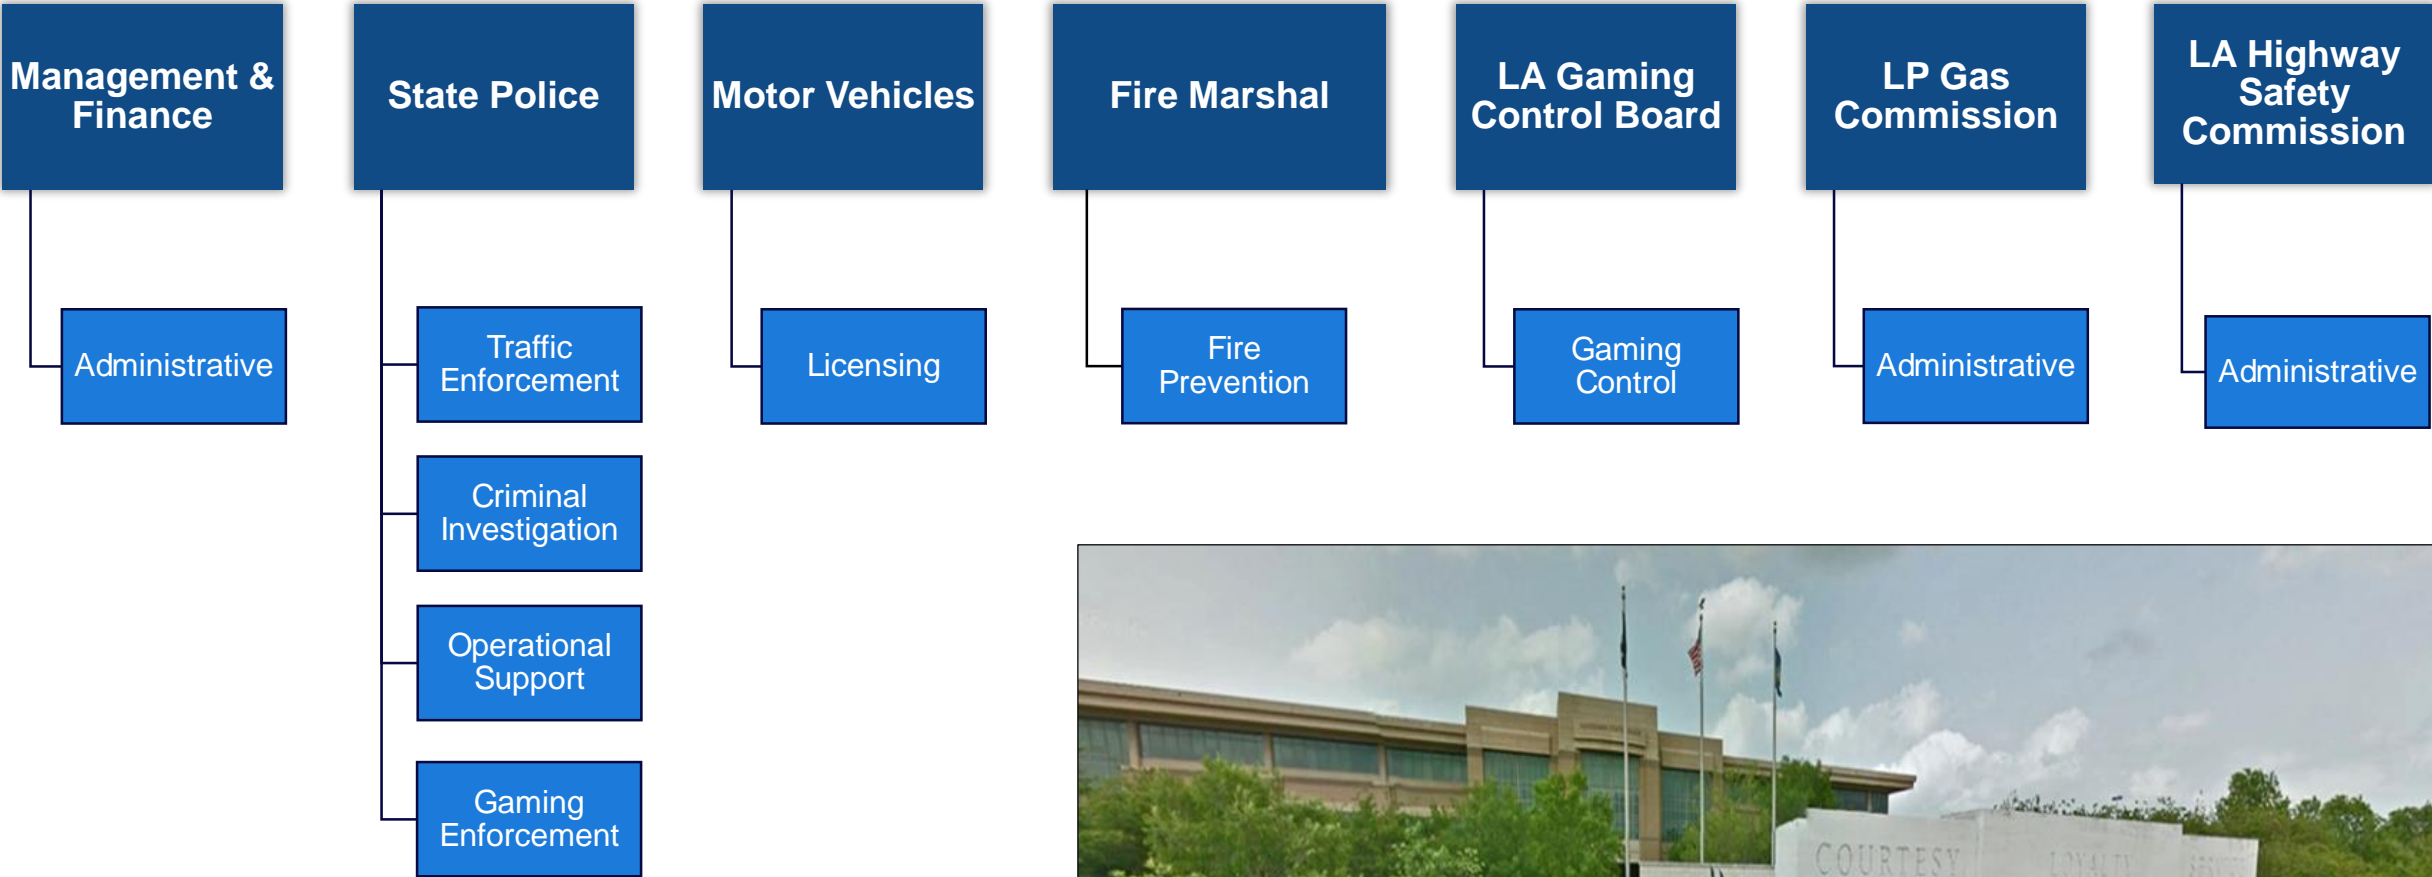 Management &
Finance
State Police
Motor Vehicles
Fire Marshal
LA Gaming
Control Board
LP Gas
Commission
LA Highway
Safety
Commission
Administrative
Traffic
Enforcement
Licensing
Fire
Prevention
Gaming
Control
Administrative
Administrative
Criminal
Investigation
Operational
Support
Gaming
Enforcement
COURTESY
LOYALTY